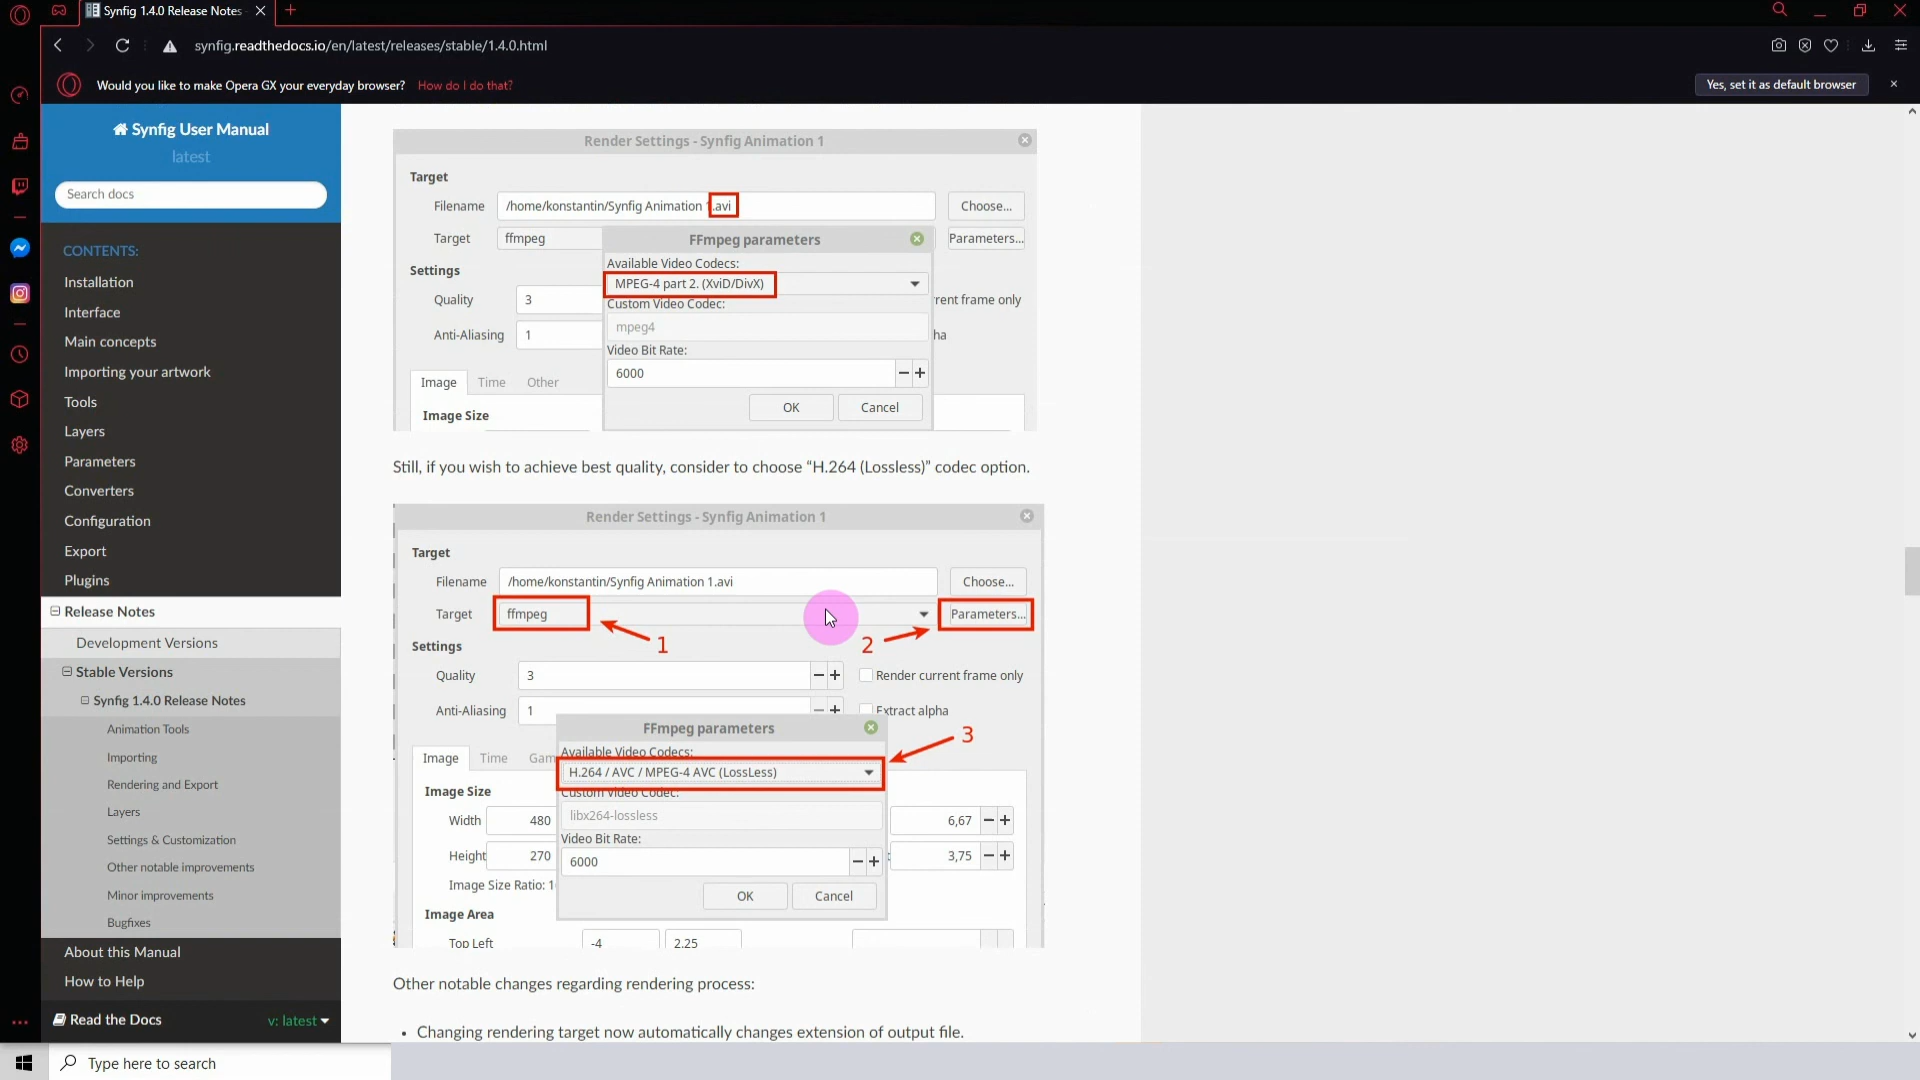 Synfig 1.4.0 Release Notes
synfig.readthedocs.io/en/latest/releases/stable/1.4.0.html
Would you like to make Opera GX your everyday browser? How do I do that?
Yes, set it as default browser
Synfig User Manual
latest
Search docs
CONTENTS:
Installation
Interface
Main concepts
Importing your artwork
Tools
Layers
Parameters
Converters
Configuration
Export
Plugins
Release Notes
Development Versions
Stable Versions
Synfig 1.4.0 Release Notes
Animation Tools
Importing
Rendering and Export
Layers
Settings & Customization
Other notable improvements
Minor improvements
Bugfixes
About this Manual
How to Help
Read the Docs
v: latest
Render Settings - Synfig Animation 1
Target
Filename /home/konstantin/Synfig Animation 1.avi Choose...
Target ffmpeg Parameters...
FFmpeg parameters
Available Video Codecs:
MPEG-4 part 2. (XviD/DivX)
Custom Video Codec:
mpeg4
Video Bit Rate:
6000
OK Cancel
Settings
Quality 3
rent frame only
Anti-Aliasing 1
ha
Image Time Other
Image Size
Still, if you wish to achieve best quality, consider to choose “H.264 (Lossless)” codec option.
Render Settings - Synfig Animation 1
Target
Filename /home/konstantin/Synfig Animation 1.avi Choose...
Target ffmpeg Parameters...
1
2
Settings
Quality 3 Render current frame only
Anti-Aliasing 1 Extract alpha
FFmpeg parameters
3
Available Video Codecs:
H.264 / AVC / MPEG-4 AVC (LossLess)
Custom Video Codec:
libx264-lossless
Video Bit Rate:
6000
OK Cancel
Image Time Gam
Image Size
Width 480 6,67
Height 270 3,75
Image Size Ratio: 1
Image Area
Top Left -4 2.25
Other notable changes regarding rendering process:
• Changing rendering target now automatically changes extension of output file.
Type here to search